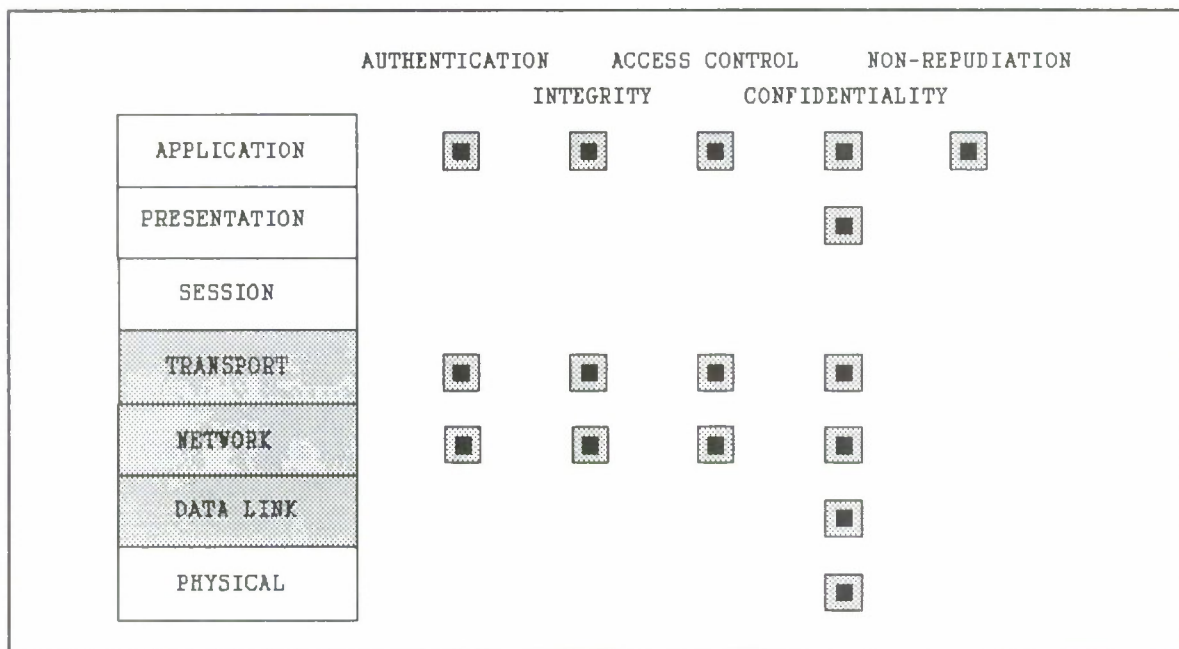 AUTHENTICATION ACCESS CONTROL NON-REPUDIATION
INTEGRITY CONFIDENTIALITY
APPLICATION
PRESENTATION
SESSION
TRANSPORT
NETWORK
DATA LINK
PHYSICAL